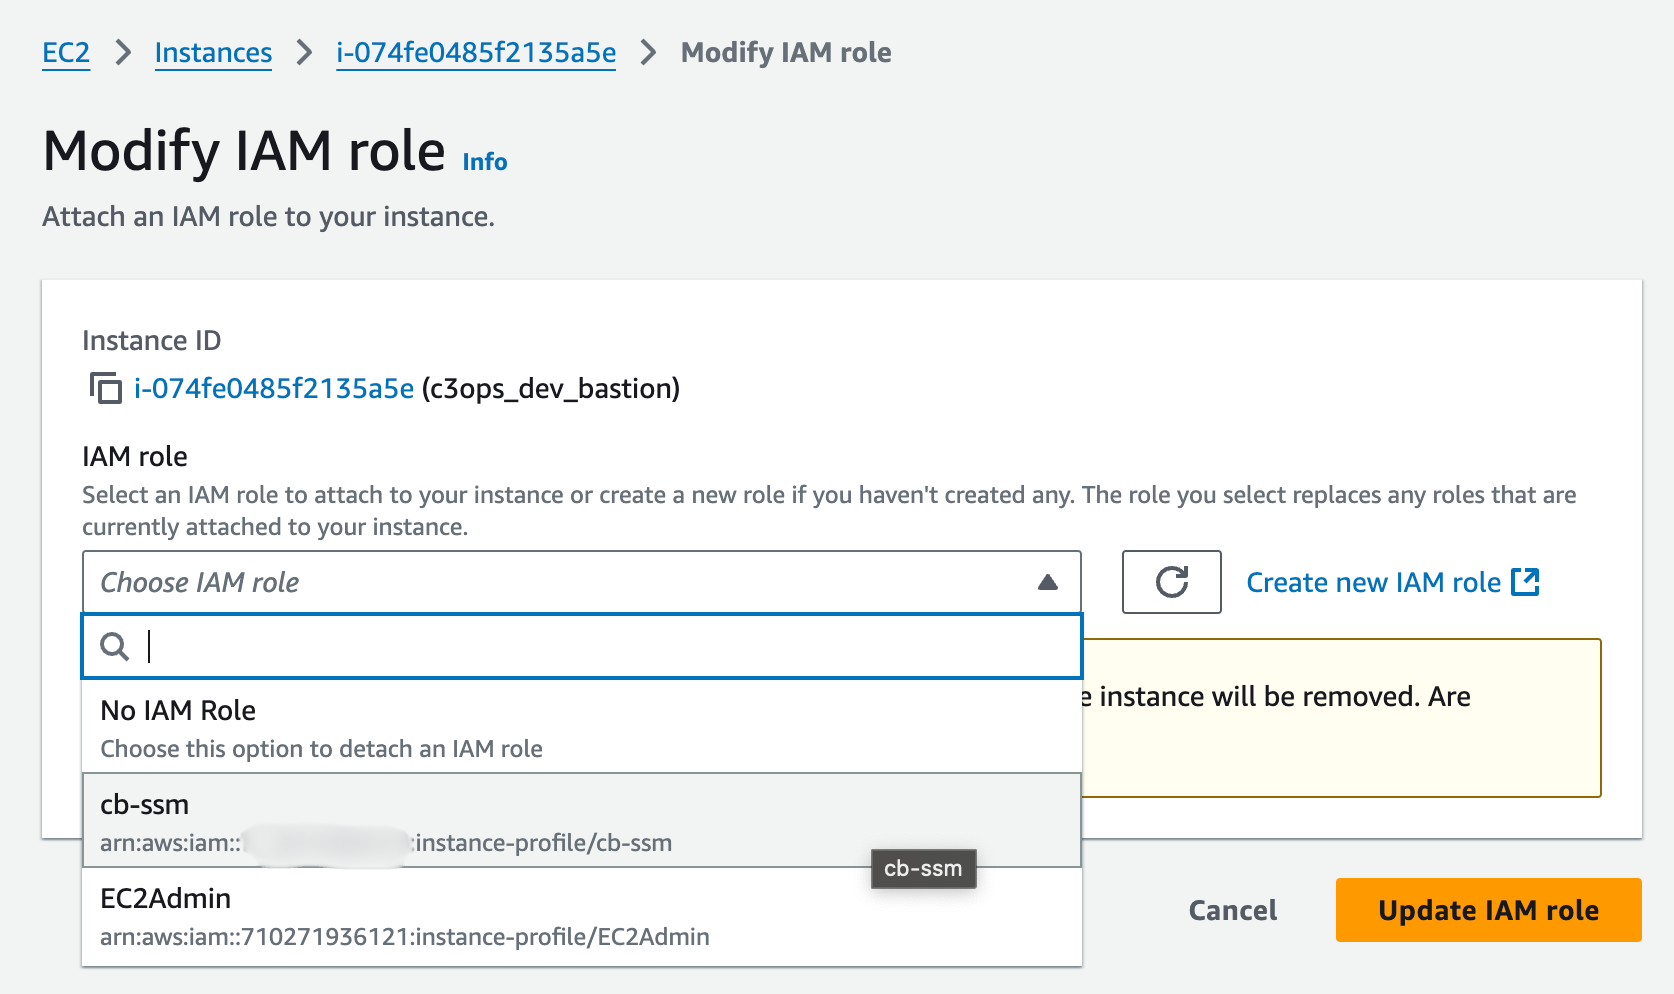 EC2 > Instances > i-074fe0485f2135a5e > Modify IAM role
Modify IAM role Info
Attach an IAM role to your instance.
Instance ID
i-074fe0485f2135a5e (c3ops_dev_bastion)
IAM role
Select an IAM role to attach to your instance or create a new role if you haven't created any. The role you select replaces any roles that are
currently attached to your instance.
Choose IAM role
Create new IAM role
e instance will be removed. Are
No IAM Role
Choose this option to detach an IAM role
cb-ssm
arn:aws:iam:: :instance-profile/cb-ssm
cb-ssm
EC2Admin
arn:aws:iam::710271936121:instance-profile/EC2Admin
Cancel
Update IAM role